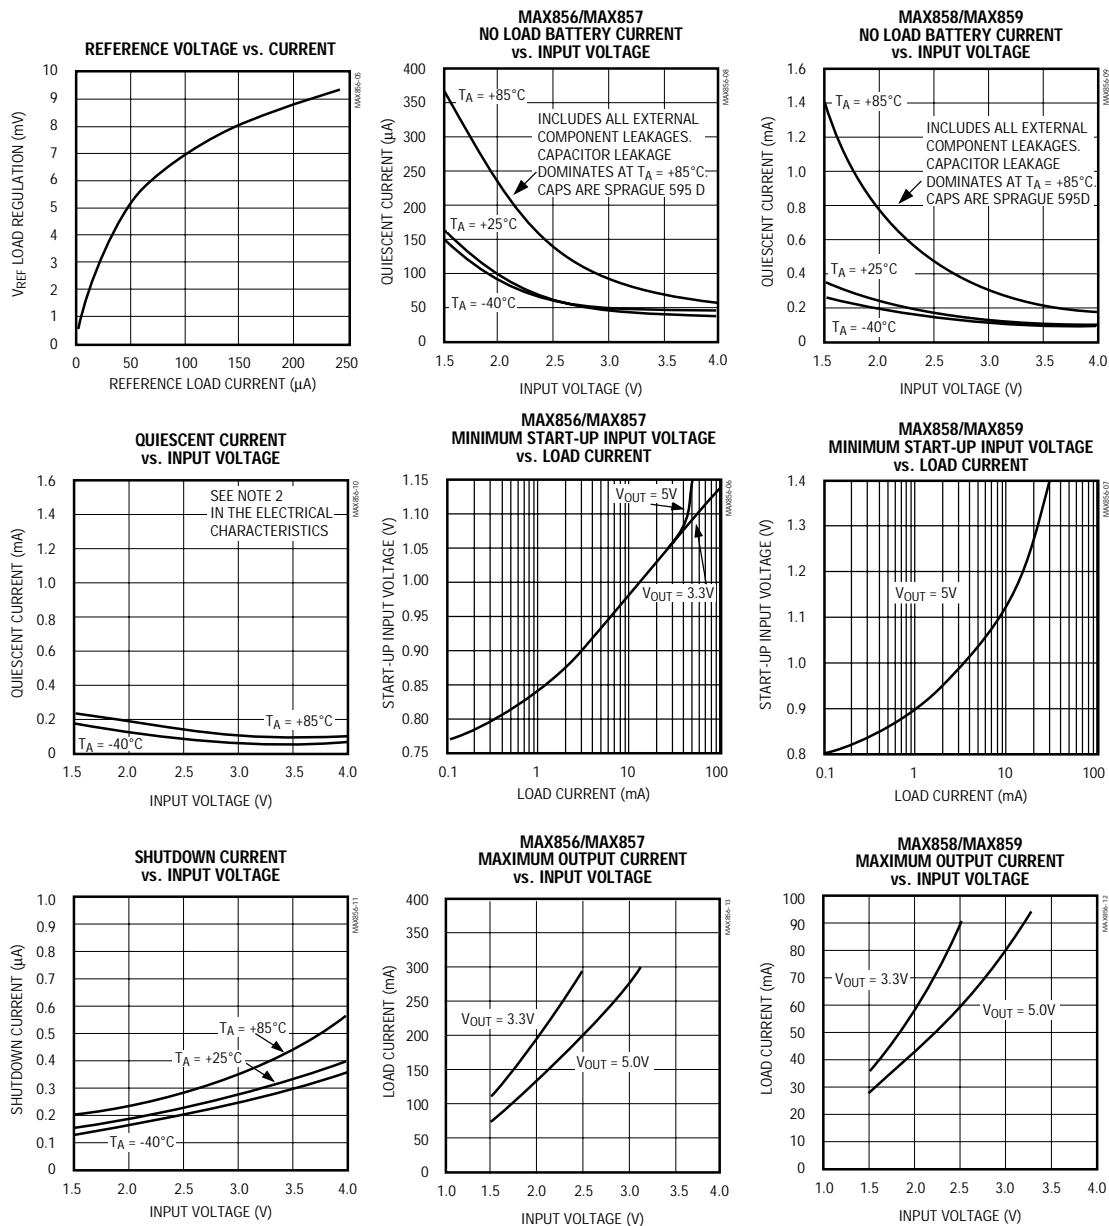 REFERENCE VOLTAGE vs. CURRENT
10
9
8
7
6
5
4
3
2
1
0
VREF LOAD REGULATION (mV)
0 50 100 150 200 250
REFERENCE LOAD CURRENT (μA)
MAX856-05
MAX856/MAX857
NO LOAD BATTERY CURRENT
vs. INPUT VOLTAGE
400
350
300
250
200
150
100
50
0
QUIESCENT CURRENT (μA)
TA = +85°C
INCLUDES ALL EXTERNAL
COMPONENT LEAKAGES.
CAPACITOR LEAKAGE
DOMINATES AT TA = +85°C.
CAPS ARE SPRAGUE 595 D
TA = +25°C
TA = -40°C
1.5 2.0 2.5 3.0 3.5 4.0
INPUT VOLTAGE (V)
MAX856-08
MAX858/MAX859
NO LOAD BATTERY CURRENT
vs. INPUT VOLTAGE
1.6
1.4
1.2
1.0
0.8
0.6
0.4
0.2
0
QUIESCENT CURRENT (mA)
TA = +85°C
INCLUDES ALL EXTERNAL
COMPONENT LEAKAGES.
CAPACITOR LEAKAGE
DOMINATES AT TA = +85°C.
CAPS ARE SPRAGUE 595D
TA = +25°C
TA = -40°C
1.5 2.0 2.5 3.0 3.5 4.0
INPUT VOLTAGE (V)
MAX856-09
QUIESCENT CURRENT
vs. INPUT VOLTAGE
1.6
1.4
1.2
1.0
0.8
0.6
0.4
0.2
0
QUIESCENT CURRENT (mA)
SEE NOTE 2
IN THE ELECTRICAL
CHARACTERISTICS
TA = +85°C
TA = -40°C
1.5 2.0 2.5 3.0 3.5 4.0
INPUT VOLTAGE (V)
MAX856-10
MAX856/MAX857
MINIMUM START-UP INPUT VOLTAGE
vs. LOAD CURRENT
1.15
1.10
1.05
1.00
0.95
0.90
0.85
0.80
0.75
START-UP INPUT VOLTAGE (V)
VOUT = 5V
VOUT = 3.3V
0.1 1 10 100
LOAD CURRENT (mA)
MAX856-06
MAX858/MAX859
MINIMUM START-UP INPUT VOLTAGE
vs. LOAD CURRENT
1.4
1.3
1.2
1.1
1.0
0.9
0.8
START-UP INPUT VOLTAGE (V)
VOUT = 5V
0.1 1 10 100
LOAD CURRENT (mA)
MAX856-07
SHUTDOWN CURRENT
vs. INPUT VOLTAGE
1.0
0.9
0.8
0.7
0.6
0.5
0.4
0.3
0.2
0.1
0
SHUTDOWN CURRENT (μA)
TA = +85°C
TA = +25°C
TA = -40°C
1.5 2.0 2.5 3.0 3.5 4.0
INPUT VOLTAGE (V)
MAX856-11
MAX856/MAX857
MAXIMUM OUTPUT CURRENT
vs. INPUT VOLTAGE
400
350
300
250
200
150
100
50
0
LOAD CURRENT (mA)
VOUT = 3.3V
VOUT = 5.0V
1.0 1.5 2.0 2.5 3.0 3.5 4.0
INPUT VOLTAGE (V)
MAX856-13
MAX858/MAX859
MAXIMUM OUTPUT CURRENT
vs. INPUT VOLTAGE
100
90
80
70
60
50
40
30
20
10
0
LOAD CURRENT (mA)
VOUT = 3.3V
VOUT = 5.0V
1.0 1.5 2.0 2.5 3.0 3.5 4.0
INPUT VOLTAGE (V)
MAX856-12